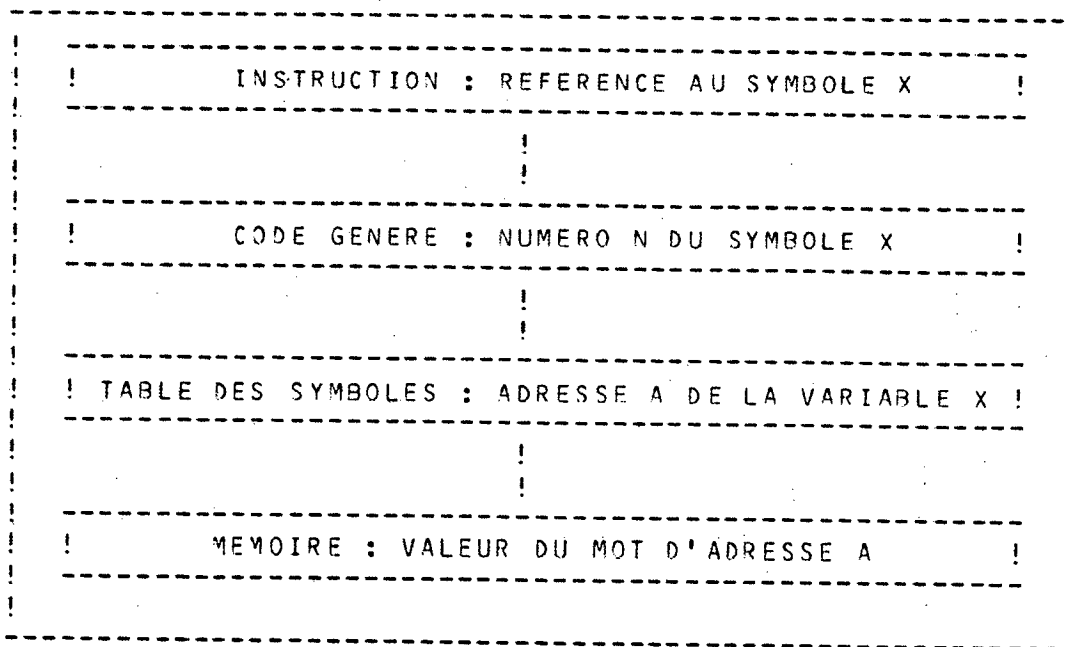 INSTRUCTION : REFERENCE AU SYMBOLE X
CODE GENERE : NUMERO N DU SYMBOLE X
TABLE DES SYMBOLES : ADRESSE A DE LA VARIABLE X
MEMOIRE : VALEUR DU MOT D'ADRESSE A